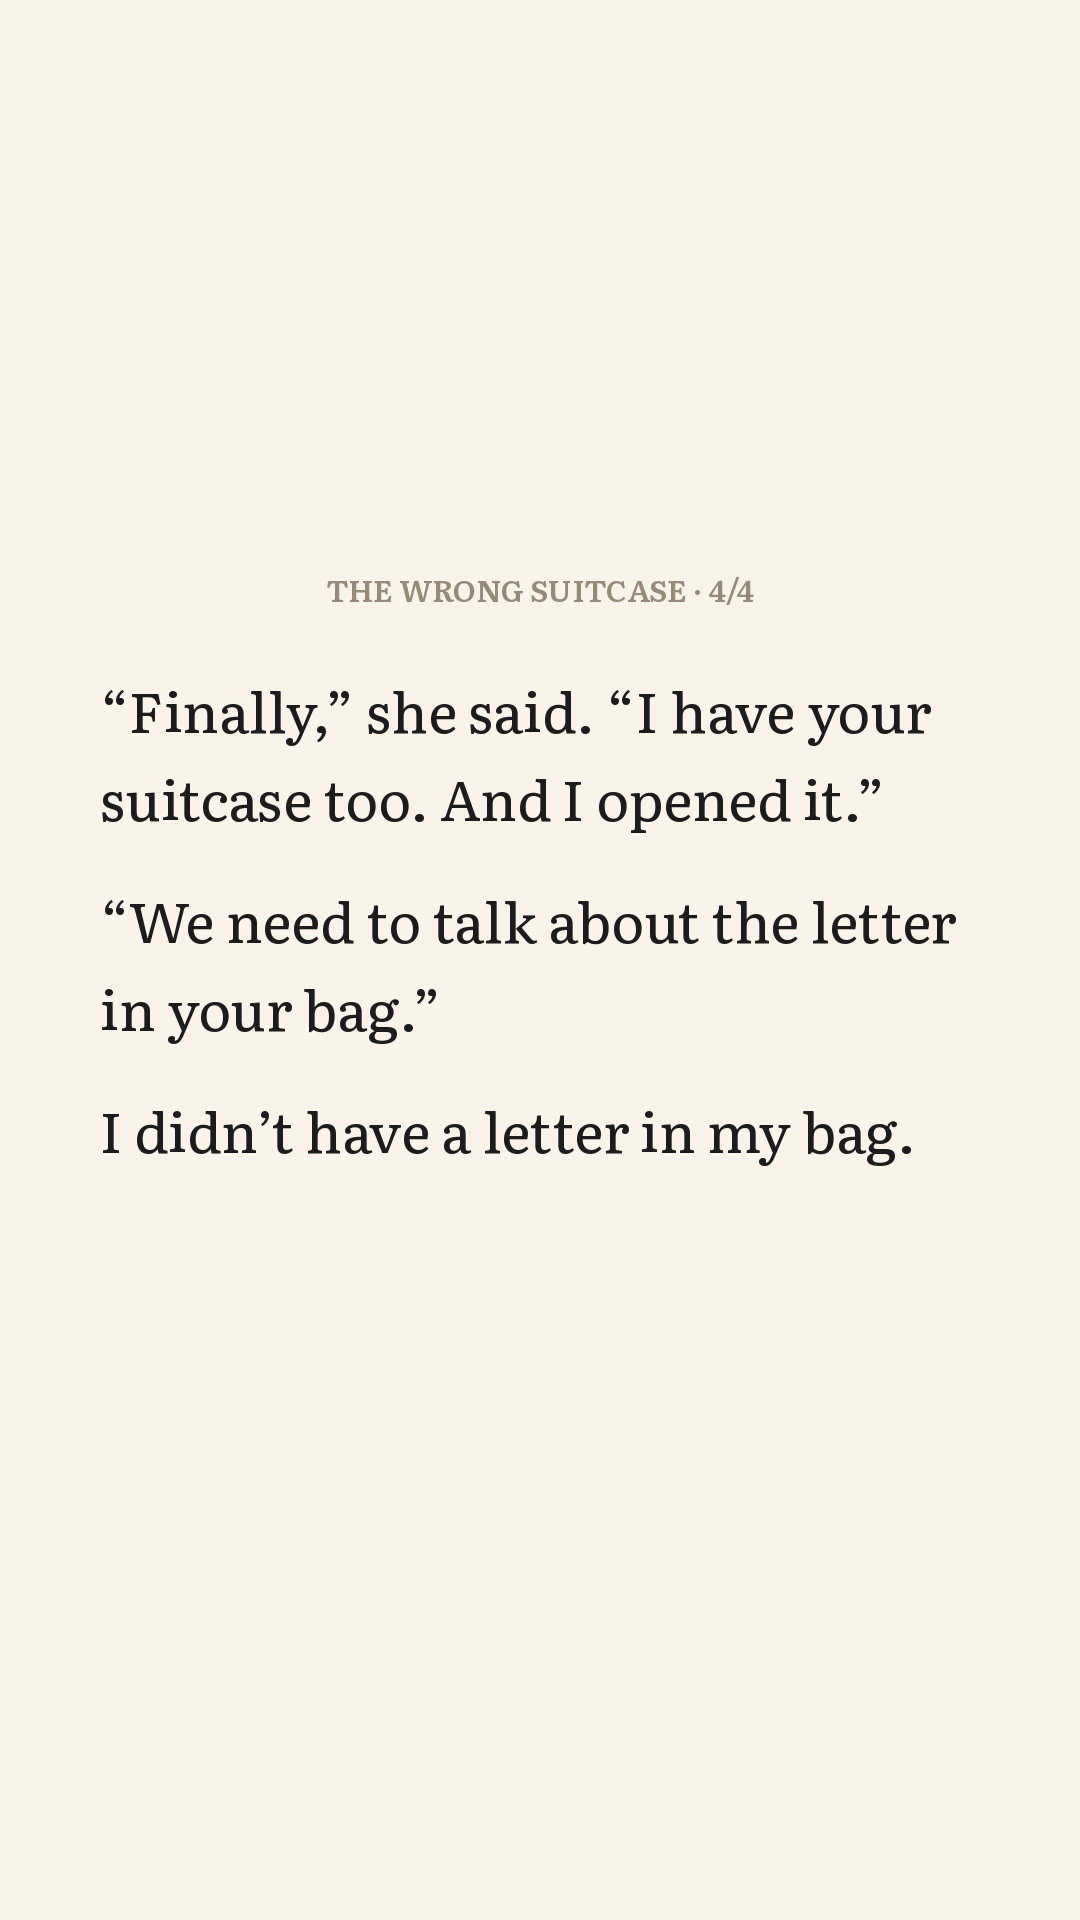 THE WRONG SUITCASE · 4/4
“Finally,” she said. “I have your
suitcase too. And I opened it.”
“We need to talk about the letter
in your bag.”
I didn’t have a letter in my bag.